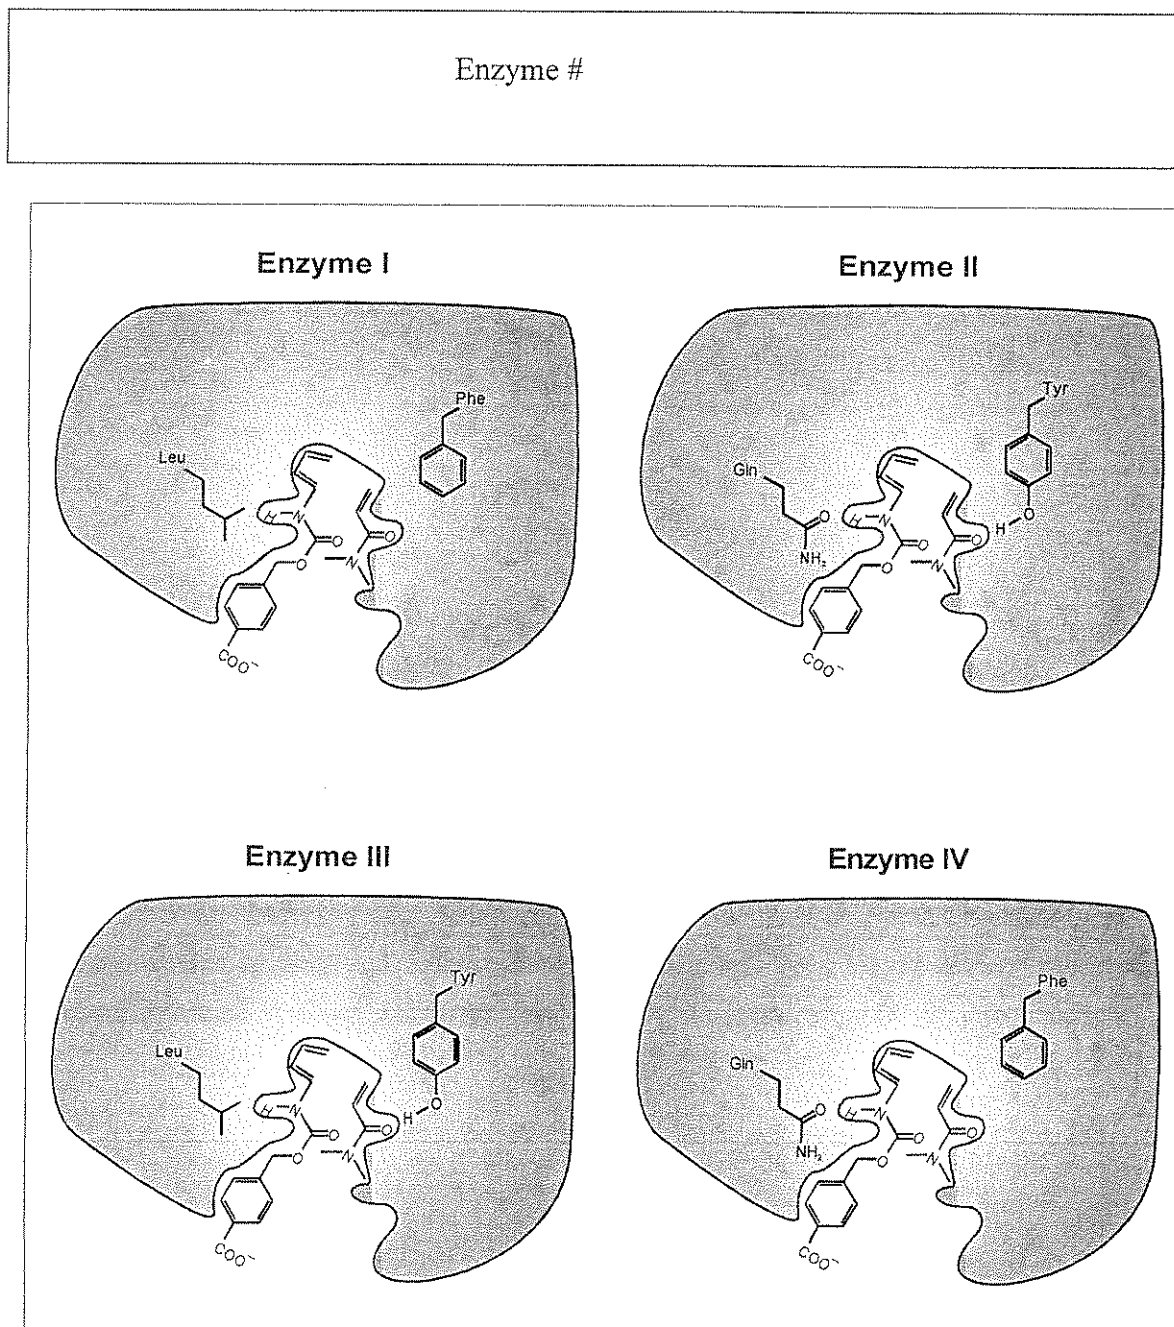 Enzyme #
Enzyme I
Enzyme II
Phe
Leu
H
N
O
O
O
N
COO⁻
Tyr
Gln
O
NH₂
O
H
H
N
O
O
O
N
COO⁻
Enzyme III
Enzyme IV
Tyr
Leu
O
H
H
N
O
O
O
N
COO⁻
Phe
Gln
O
NH₂
H
N
O
O
O
N
COO⁻